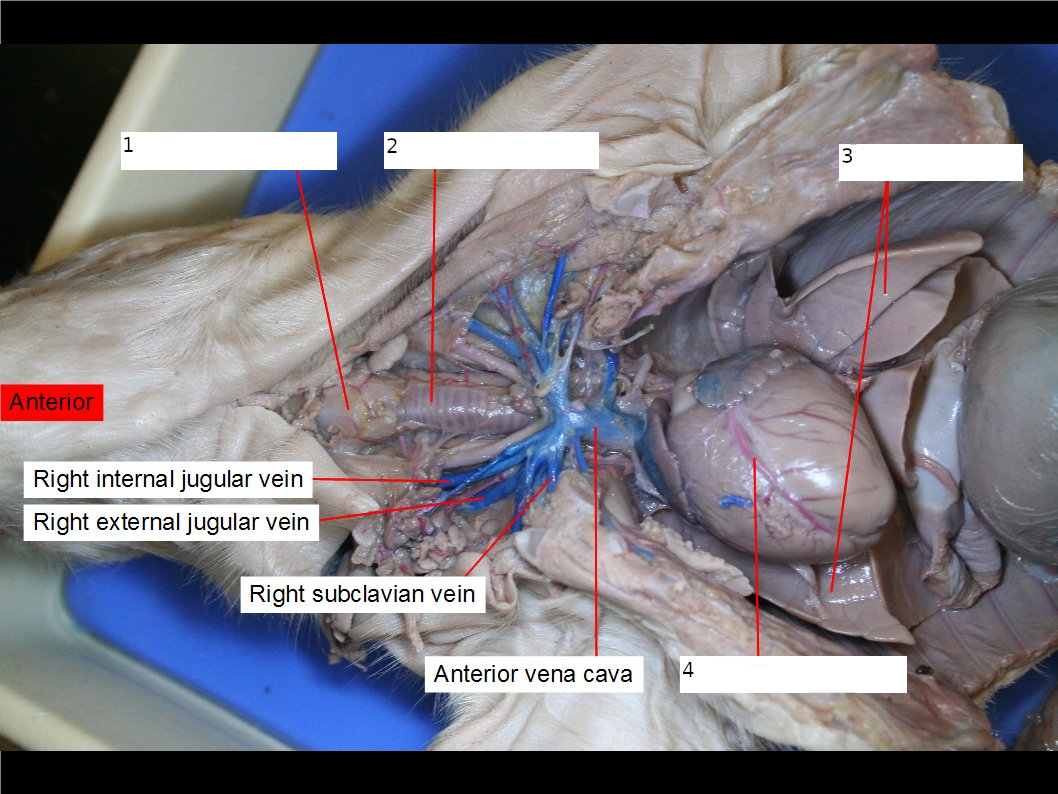 1
2
3
Anterior
Right internal jugular vein
Right external jugular vein
Right subclavian vein
Anterior vena cava
4